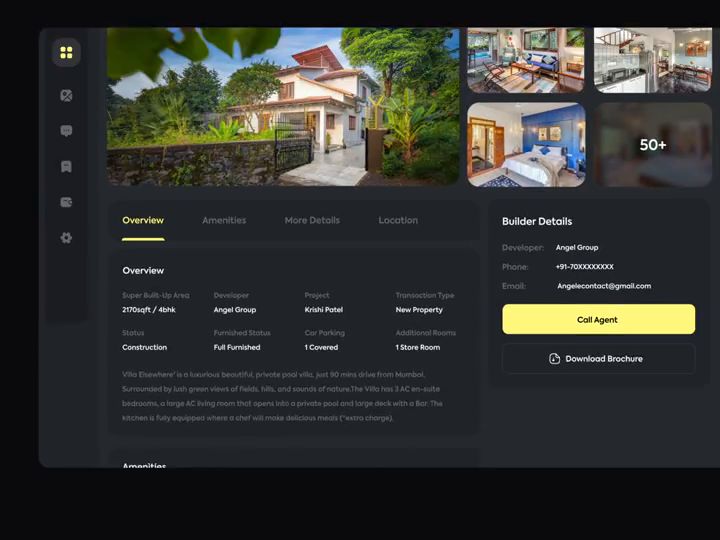 50+
Overview
Amenities
More Details
Location
Overview
Super Built-Up Area
Developer
Project
Transaction Type
2170sqft / 4bhk
Angel Group
Krishi Patel
New Property
Status
Furnished Status
Car Parking
Additional Rooms
Construction
Full Furnished
1 Covered
1 Store Room
Villa Elsewhere' is a luxurious beautiful, private pool villa, just 90 mins drive from Mumbai.
Surrounded by lush green views of fields, hills, and sounds of nature.The Villa has 3 AC en-suite
bedrooms, a large AC living room that opens into a private pool and large deck with a Bar. The
kitchen is fully equipped where a chef will make delicious meals (*extra charge).
Amenities
Builder Details
Developer: Angel Group
Phone: +91-70XXXXXXXX
Email: Angelecontact@gmail.com
Call Agent
Download Brochure